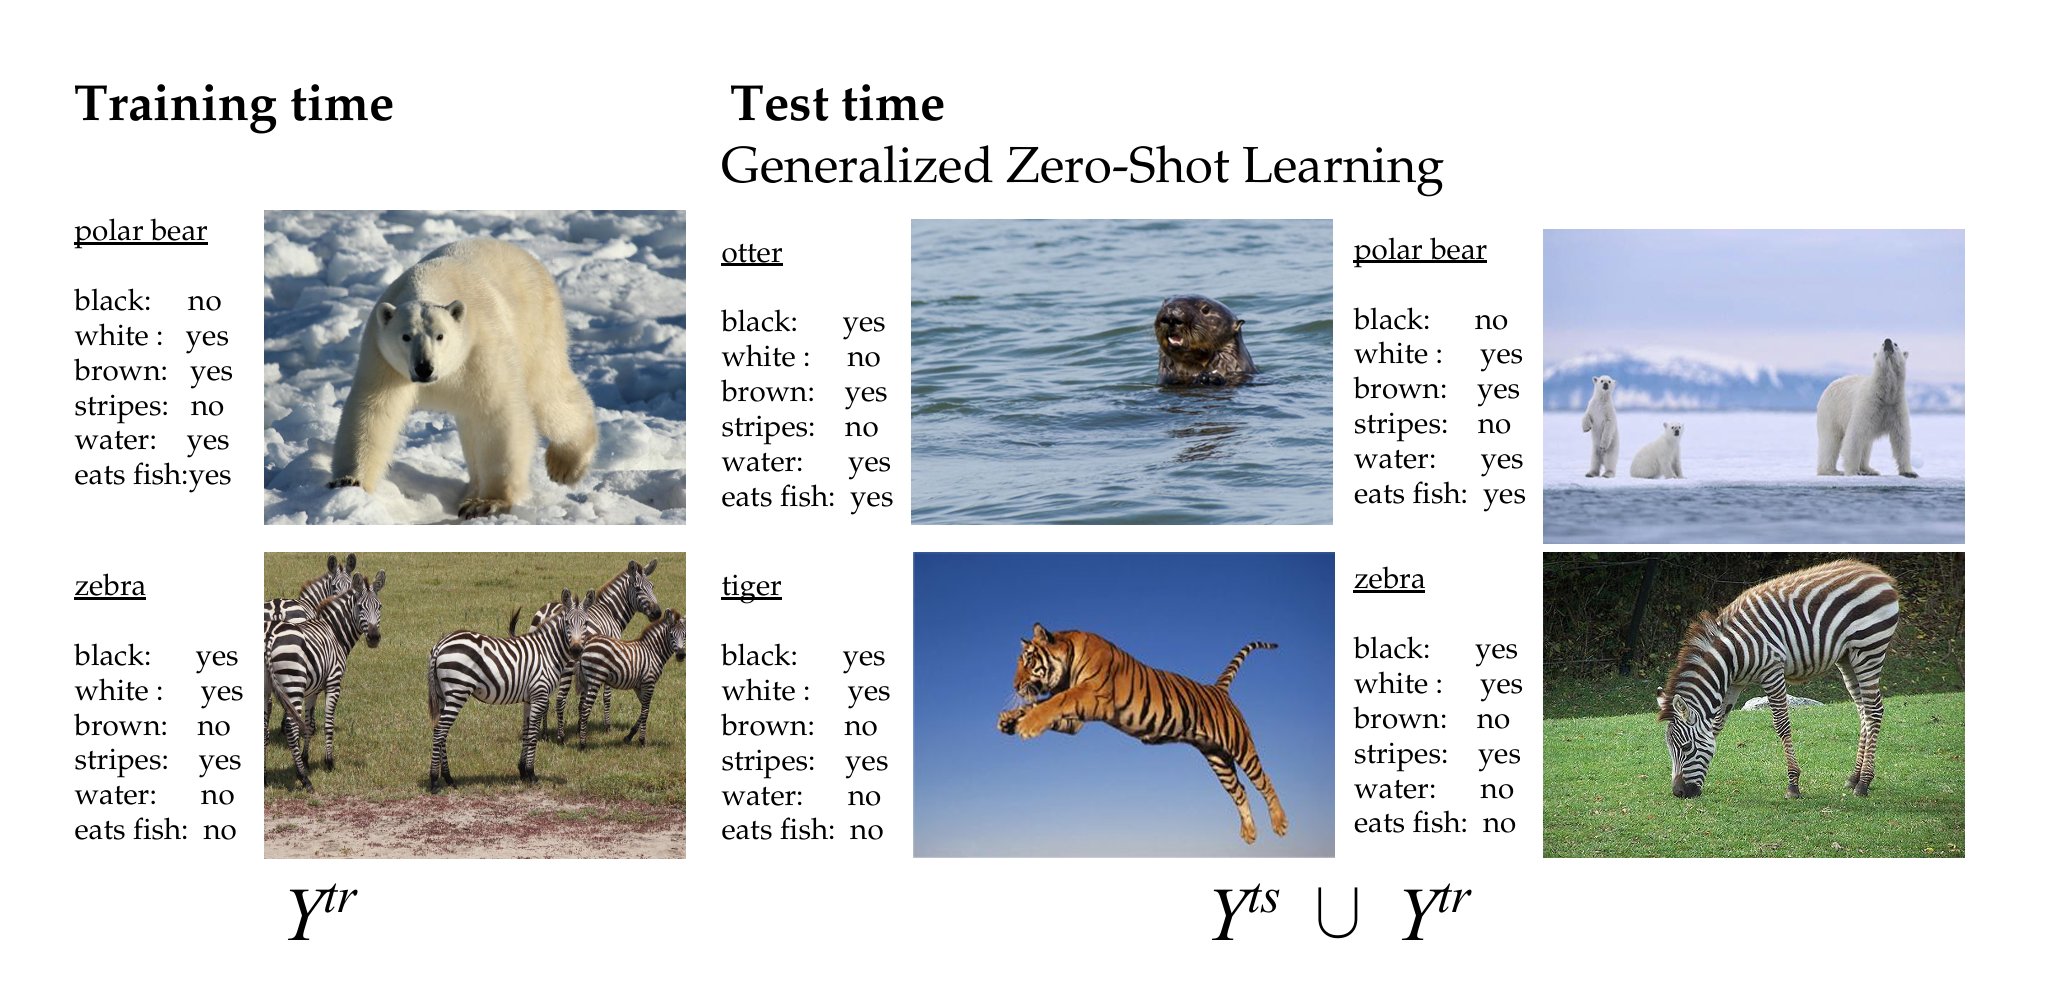 Training time
polar bear
black: no
white : yes
brown: yes
stripes: no
water: yes
eats fish:yes
zebra
black: yes
white : yes
brown: no
stripes: yes
water: no
eats fish: no
Y^tr
Test time
Generalized Zero-Shot Learning
otter
black: yes
white : no
brown: yes
stripes: no
water: yes
eats fish: yes
tiger
black: yes
white : yes
brown: no
stripes: yes
water: no
eats fish: no
polar bear
black: no
white : yes
brown: yes
stripes: no
water: yes
eats fish: yes
zebra
black: yes
white : yes
brown: no
stripes: yes
water: no
eats fish: no
Y^ts ∪ Y^tr